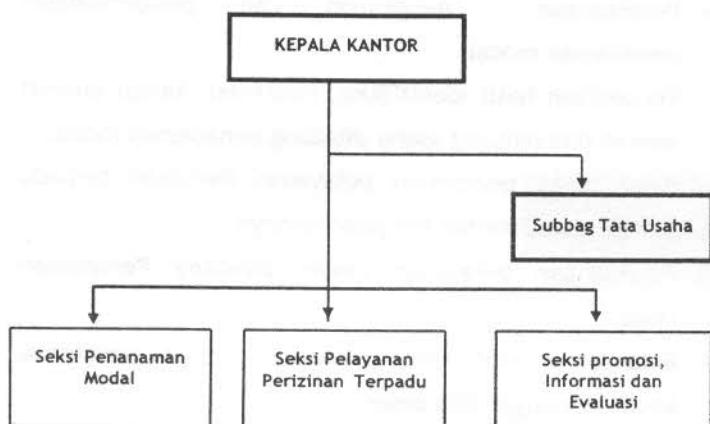 KEPALA KANTOR
Subbag Tata Usaha
Seksi Penanaman
Modal
Seksi Pelayanan
Perizinan Terpadu
Seksi promosi,
Informasi dan
Evaluasi